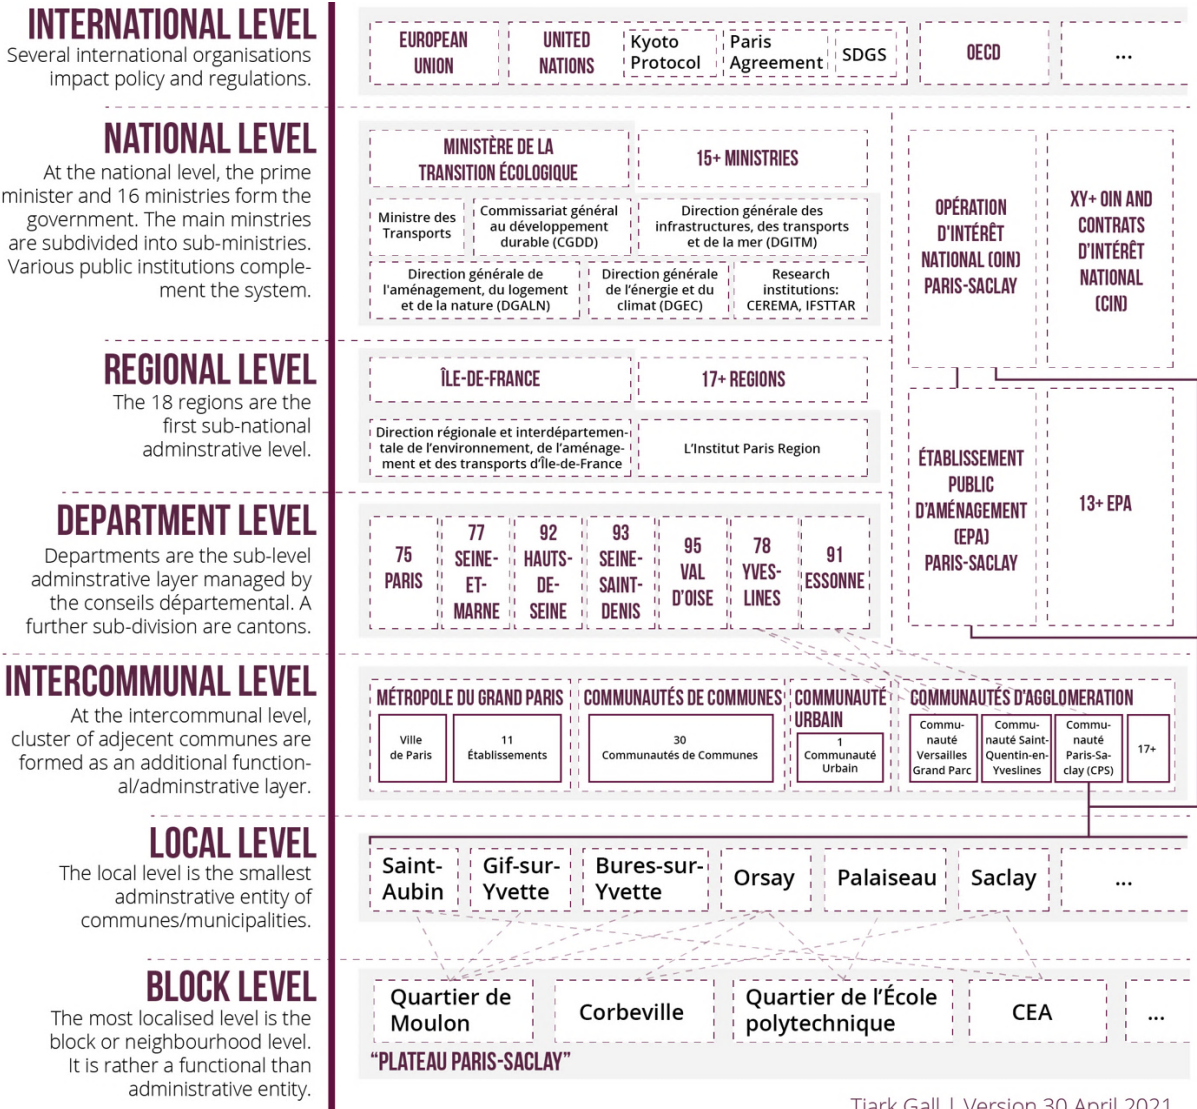 INTERNATIONAL LEVEL
Several international organisations
impact policy and regulations.
EUROPEAN
UNION
UNITED
NATIONS
Kyoto
Protocol
Paris
Agreement
SDGS
OECD
...
NATIONAL LEVEL
At the national level, the prime
minister and 16 ministries form the
government. The main minstries
are subdivided into sub-ministries.
Various public institutions comple-
ment the system.
MINISTÈRE DE LA
TRANSITION ÉCOLOGIQUE
15+ MINISTRIES
Ministre des
Transports
Commissariat général
au développement
durable (CGDD)
Direction générale des
infrastructures, des transports
et de la mer (DGITM)
Direction générale de
l'aménagement, du logement
et de la nature (DGALN)
Direction générale
de l'énergie et du
climat (DGEC)
Research
institutions:
CEREMA, IFSTTAR
OPÉRATION
D'INTÉRÊT
NATIONAL (OIN)
PARIS-SACLAY
XY+ OIN AND
CONTRATS
D'INTÉRÊT
NATIONAL
(CIN)
REGIONAL LEVEL
The 18 regions are the
first sub-national
adminstrative level.
ÎLE-DE-FRANCE
17+ REGIONS
Direction régionale et interdépartemen-
tale de l'environnement, de l'aménage-
ment et des transports d'Île-de-France
L'Institut Paris Region
ÉTABLISSEMENT
PUBLIC
D'AMÉNAGEMENT
(EPA)
PARIS-SACLAY
13+ EPA
DEPARTMENT LEVEL
Departments are the sub-level
adminstrative layer managed by
the conseils départemental. A
further sub-division are cantons.
75
PARIS
77
SEINE-
ET-
MARNE
92
HAUTS-
DE-
SEINE
93
SEINE-
SAINT-
DENIS
95
VAL
D'OISE
78
YVES-
LINES
91
ESSONNE
INTERCOMMUNAL LEVEL
At the intercommunal level,
cluster of adjecent communes are
formed as an additional function-
al/adminstrative layer.
MÉTROPOLE DU GRAND PARIS
Ville
de Paris
11
Établissements
COMMUNAUTÉS DE COMMUNES
30
Communautés de Communes
COMMUNAUTÉ
URBAIN
1
Communauté
Urbain
COMMUNAUTÉS D'AGGLOMERATION
Commu-
nauté
Versailles
Grand Parc
Commu-
nauté Saint-
Quentin-en-
Yveslines
Commu-
nauté
Paris-Sa-
clay (CPS)
17+
LOCAL LEVEL
The local level is the smallest
adminstrative entity of
communes/municipalities.
Saint-
Aubin
Gif-sur-
Yvette
Bures-sur-
Yvette
Orsay
Palaiseau
Saclay
...
BLOCK LEVEL
The most localised level is the
block or neighbourhood level.
It is rather a functional than
administrative entity.
Quartier de
Moulon
Corbeville
Quartier de l'École
polytechnique
CEA
...
"PLATEAU PARIS-SACLAY"
Tjark Gall | Version 30 April 2021